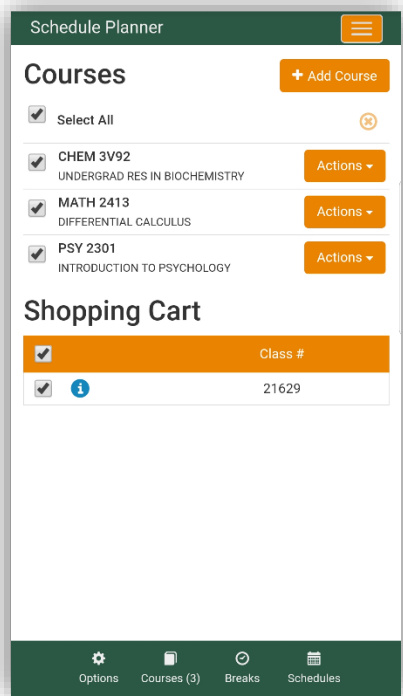 Schedule Planner
Courses
+ Add Course
Select All
CHEM 3V92
UNDERGRAD RES IN BIOCHEMISTRY
Actions
MATH 2413
DIFFERENTIAL CALCULUS
Actions
PSY 2301
INTRODUCTION TO PSYCHOLOGY
Actions
Shopping Cart
Class #
21629
Options Courses (3) Breaks Schedules